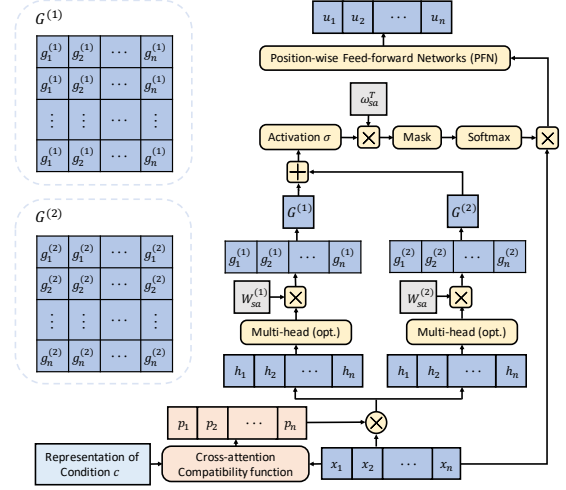 G^(1)
g_1^(1) g_2^(1) ··· g_n^(1)
g_1^(1) g_2^(1) ··· g_n^(1)
⋮ ⋮ ··· ⋮
g_1^(1) g_2^(1) ··· g_n^(1)
G^(2)
g_1^(2) g_1^(2) ··· g_1^(2)
g_2^(2) g_2^(2) ··· g_2^(2)
⋮ ⋮ ··· ⋮
g_n^(2) g_n^(2) ··· g_n^(2)
u_1 u_2 ··· u_n
Position-wise Feed-forward Networks (PFN)
ω_sa^T
Activation σ × Mask Softmax ×
+
G^(1) G^(2)
g_1^(1) g_2^(1) ··· g_n^(1) g_1^(2) g_2^(2) ··· g_n^(2)
W_sa^(1) × W_sa^(2) ×
Multi-head (opt.) Multi-head (opt.)
h_1 h_2 ··· h_n h_1 h_2 ··· h_n
p_1 p_2 ··· p_n ×
Representation of
Condition c
Cross-attention
Compatibility function
x_1 x_2 ··· x_n